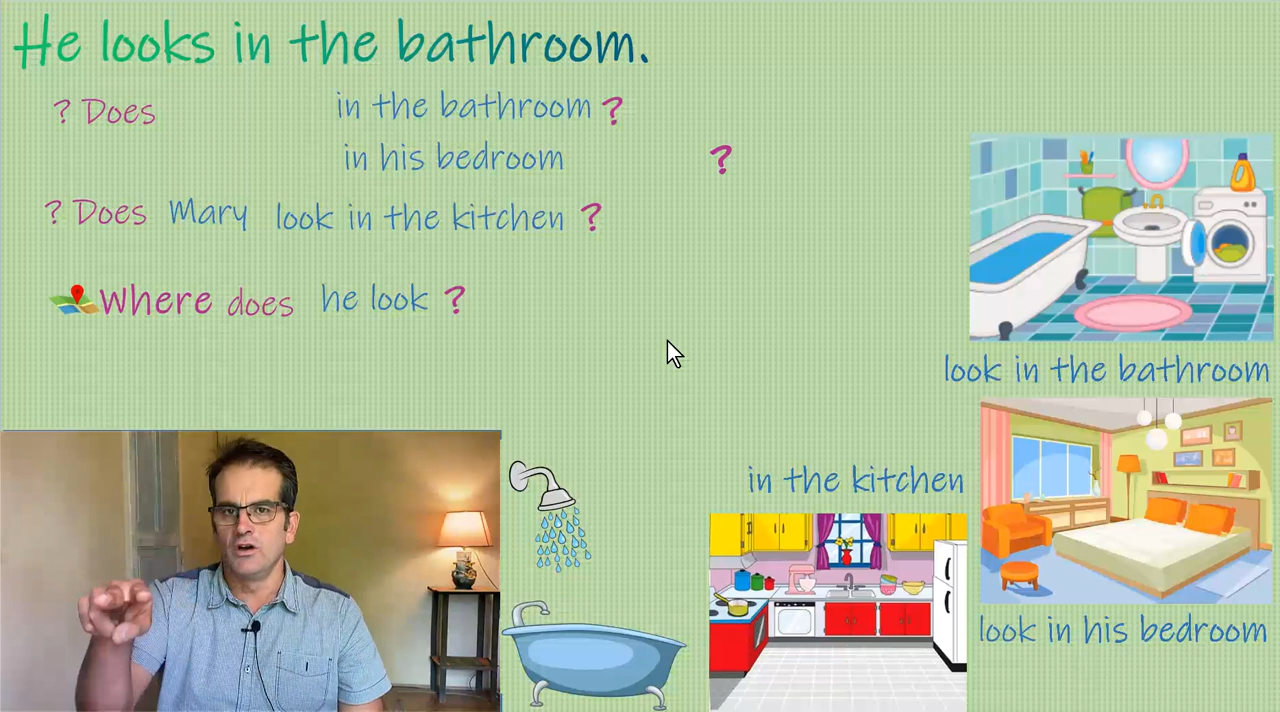 He looks in the bathroom.
? Does in the bathroom ?
in his bedroom ?
? Does Mary look in the kitchen ?
Where does he look ?
look in the bathroom
in the kitchen
look in his bedroom